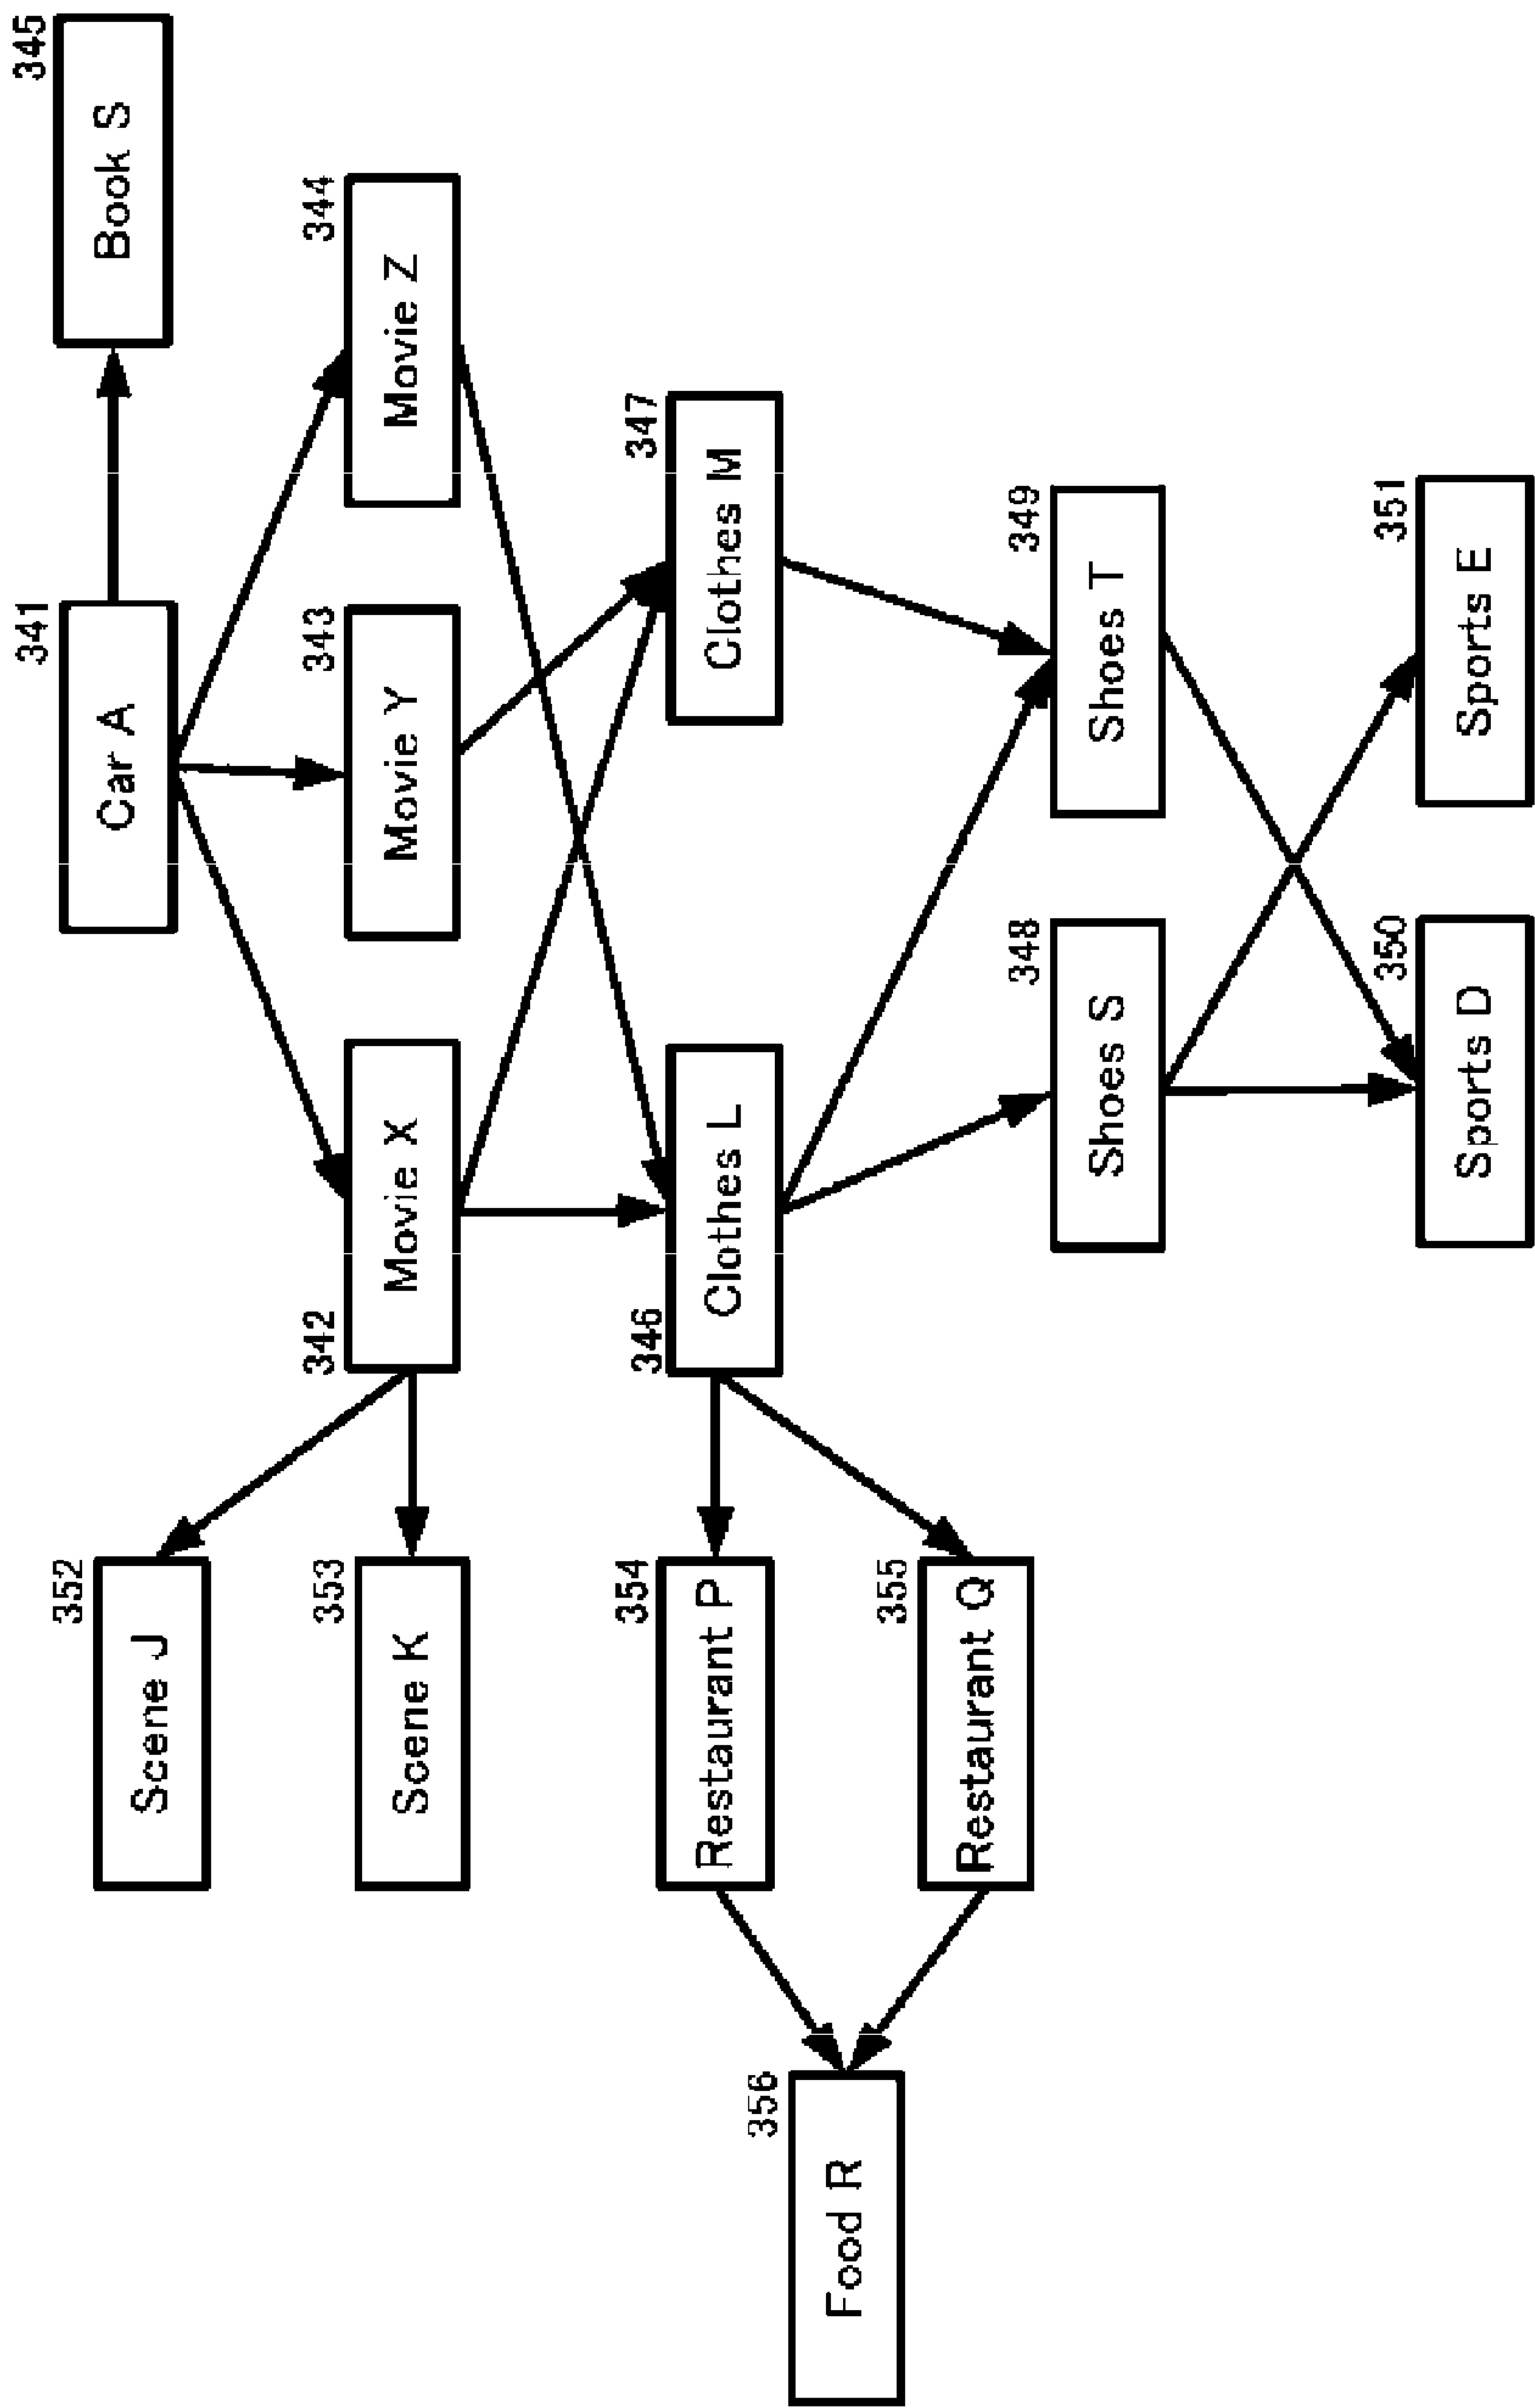 341
Car A
345
Book S
352
Scene J
342
Movie X
343
Movie Y
344
Movie Z
353
Scene K
354
Restaurant P
346
Clothes L
347
Clothes M
356
Food R
355
Restaurant Q
348
Shoes S
349
Shoes T
350
Sports D
351
Sports E